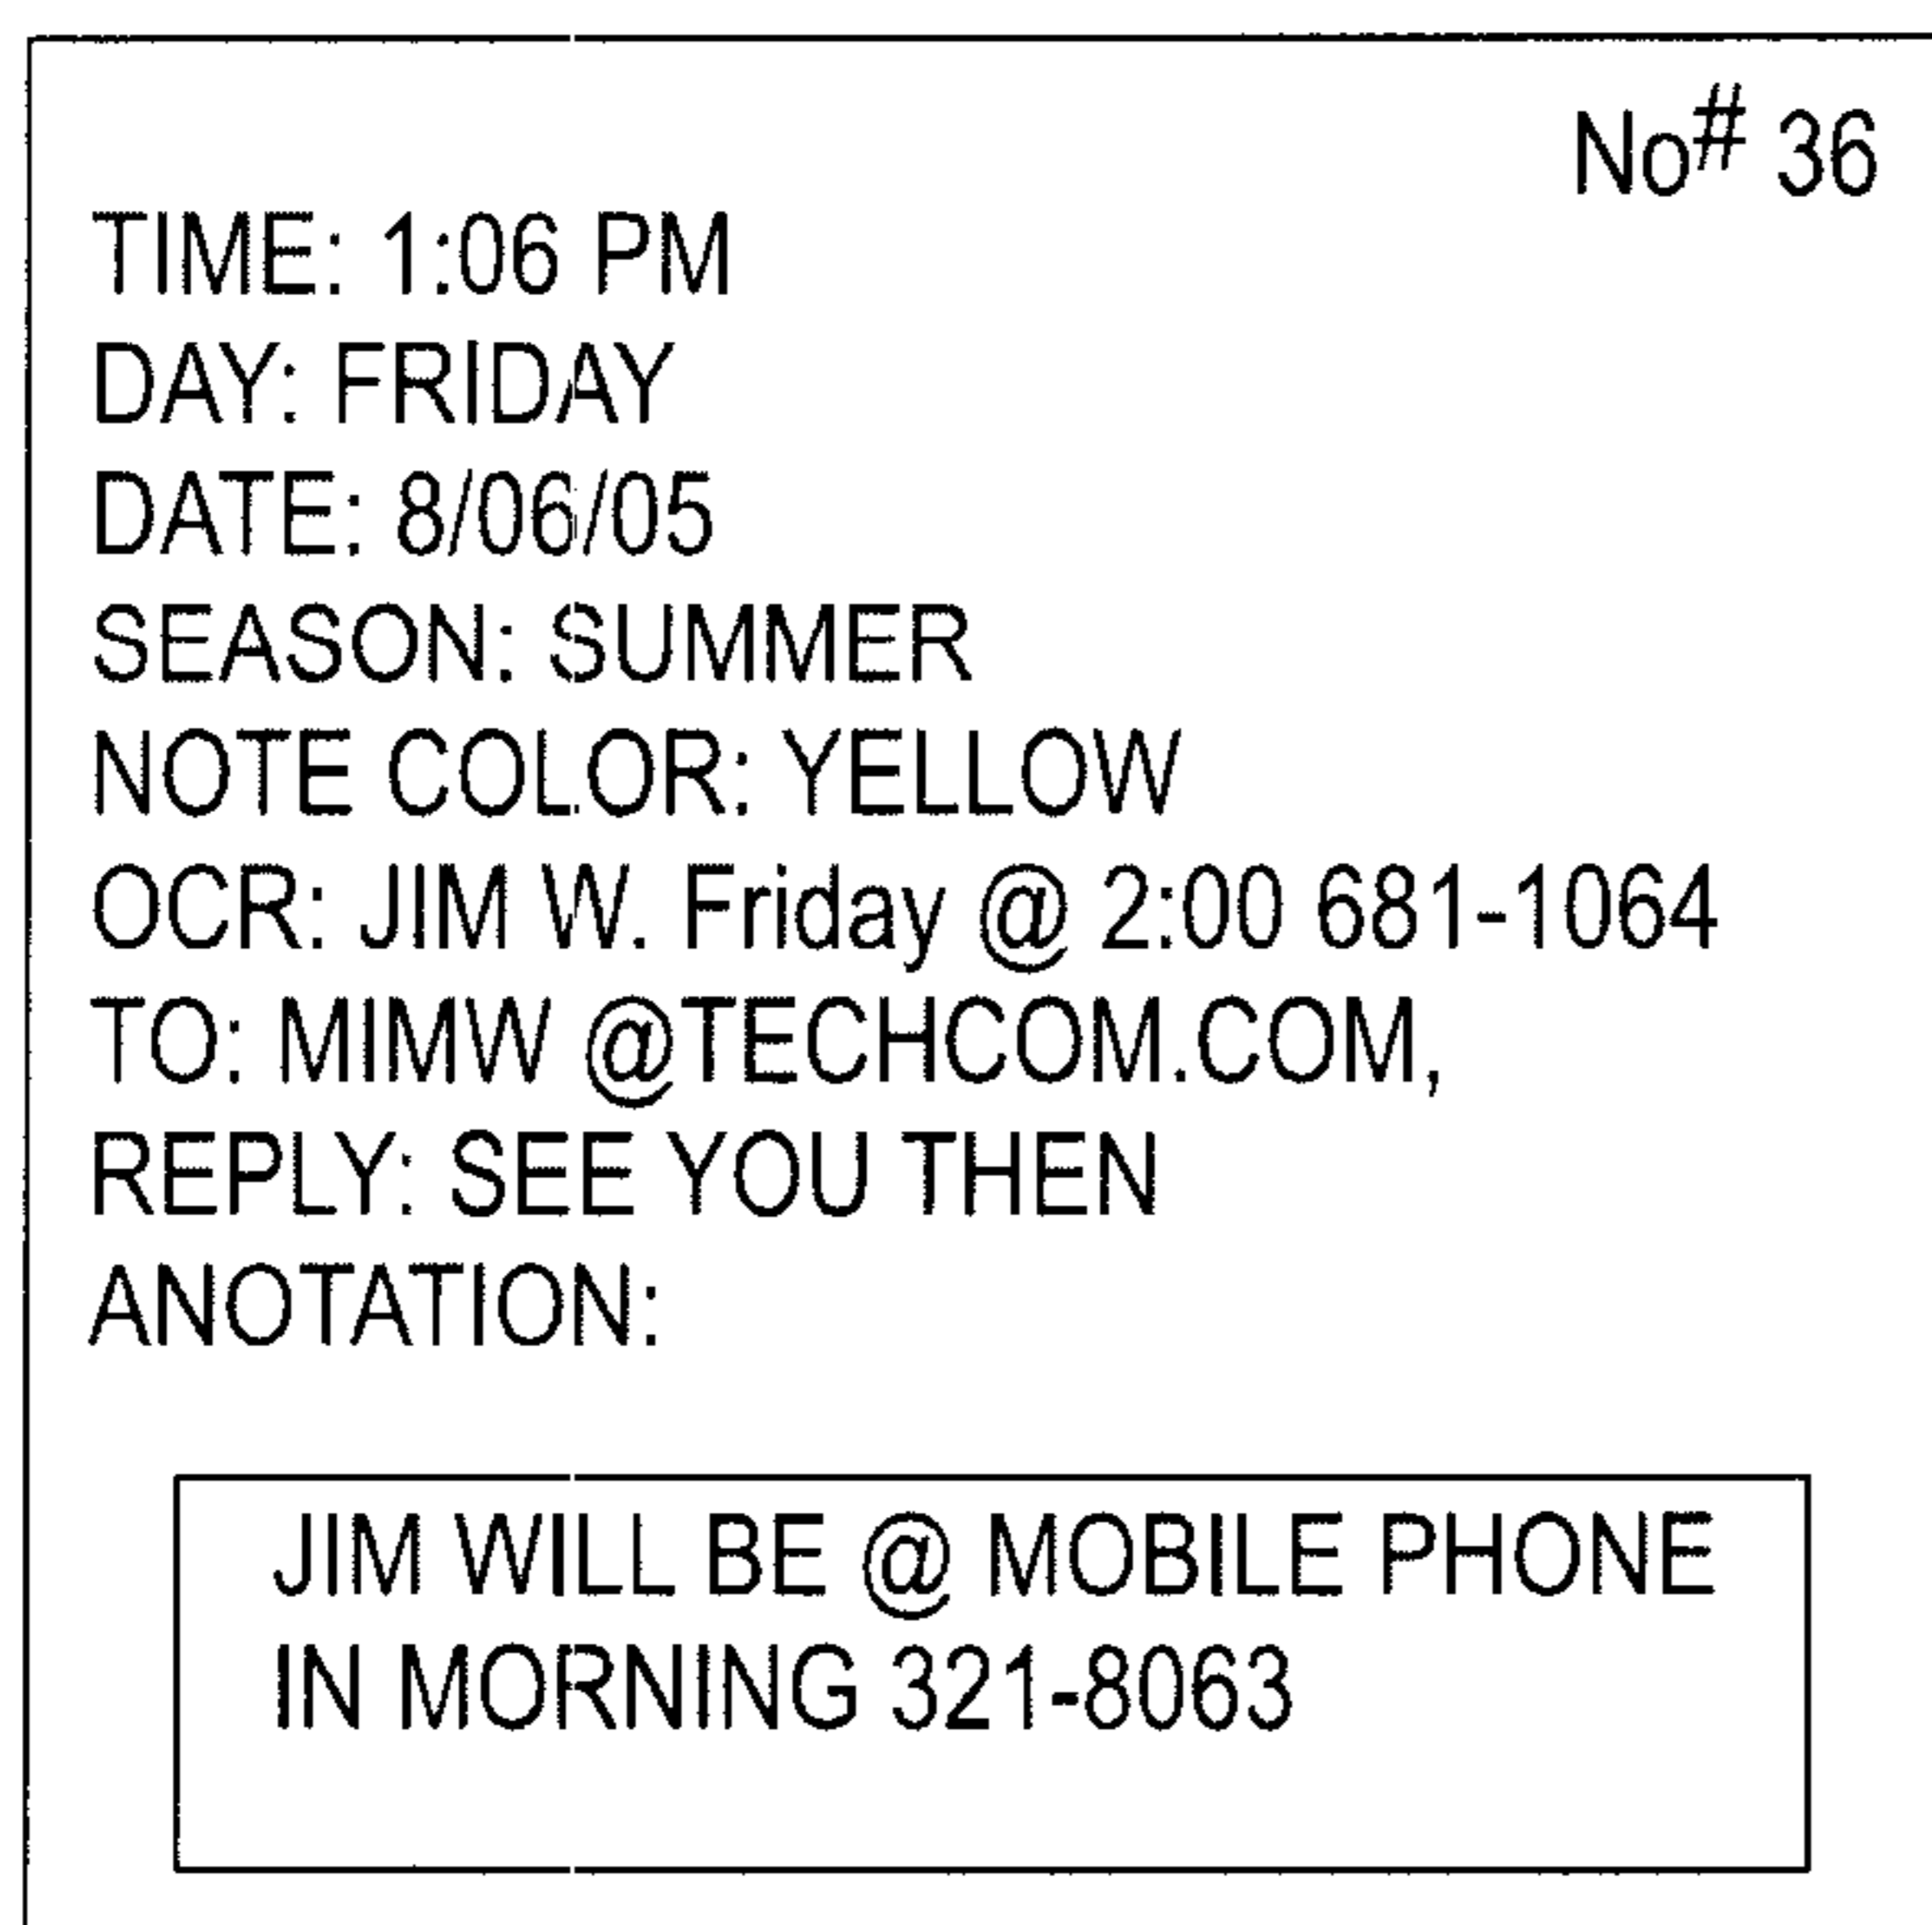 No# 36
TIME: 1:06 PM
DAY: FRIDAY
DATE: 8/06/05
SEASON: SUMMER
NOTE COLOR: YELLOW
OCR: JIM W. Friday @ 2:00 681-1064
TO: MIMW @TECHCOM.COM,
REPLY: SEE YOU THEN
ANOTATION:
JIM WILL BE @ MOBILE PHONE
IN MORNING 321-8063